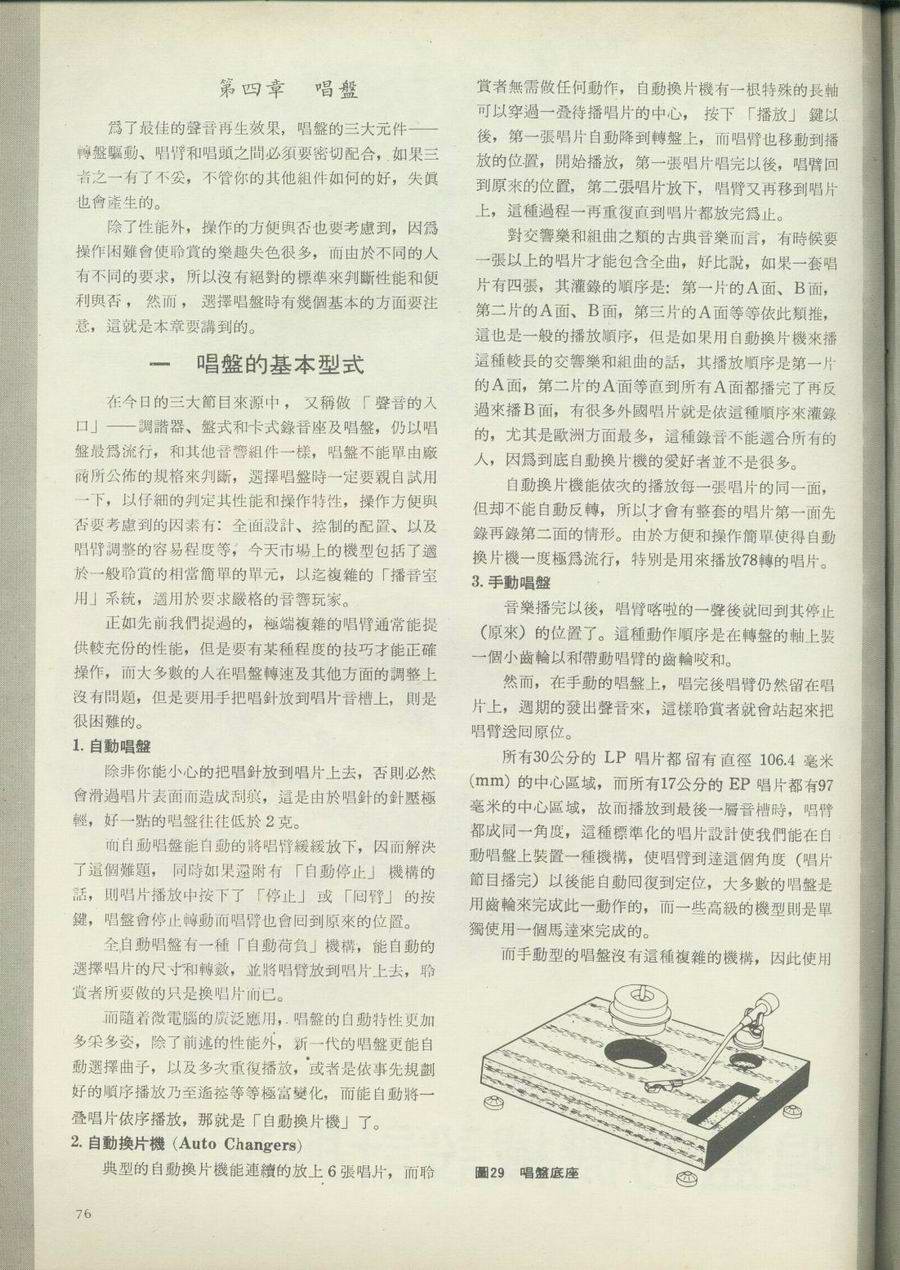 第四章　唱盤
爲了最佳的聲音再生效果，唱盤的三大元件——
轉盤驅動、唱臂和唱頭之間必須要密切配合，如果三
者之一有了不妥，不管你的其他組件如何的好，失眞
也會產生的。
除了性能外，操作的方便與否也要考慮到，因爲
操作困難會使聆賞的樂趣失色很多，而由於不同的人
有不同的要求，所以沒有絕對的標準來判斷性能和便
利與否，然而，選擇唱盤時有幾個基本的方面要注
意，這就是本章要講到的。
一　唱盤的基本型式
在今日的三大節目來源中，又稱做「聲音的入
口」——調諧器、盤式和卡式錄音座及唱盤，仍以唱
盤最爲流行，和其他音響組件一樣，唱盤不能單由廠
商所公佈的規格來判斷，選擇唱盤時一定要親自試用
一下，以仔細的判定其性能和操作特性，操作方便與
否要考慮到的因素有：全面設計、控制的配置、以及
唱臂調整的容易程度等，今天市場上的機型包括了適
於一般聆賞的相當簡單的單元，以迄複雜的「播音室
用」系統，適用於要求嚴格的音響玩家。
正如先前我們提過的，極端複雜的唱臂通常能提
供較充份的性能，但是要有某種程度的技巧才能正確
操作，而大多數的人在唱盤轉速及其他方面的調整上
沒有問題，但是要用手把唱針放到唱片音槽上，則是
很困難的。
1. 自動唱盤
除非你能小心的把唱針放到唱片上去，否則必然
會滑過唱片表面而造成刮痕，這是由於唱針的針壓極
輕，好一點的唱盤往往低於2克。
而自動唱盤能自動的將唱臂緩緩放下，因而解決
了這個難題，同時如果還附有「自動停止」機構的
話，則唱片播放中按下了「停止」或「回臂」的按
鍵，唱盤會停止轉動而唱臂也會回到原來的位置。
全自動唱盤有一種「自動荷負」機構，能自動的
選擇唱片的尺寸和轉數，並將唱臂放到唱片上去，聆
賞者所要做的只是換唱片而已。
而隨着微電腦的廣泛應用，唱盤的自動特性更加
多采多姿，除了前述的性能外，新一代的唱盤更能自
動選擇曲子，以及多次重復播放，或者是依事先規劃
好的順序播放乃至遙控等等極富變化，而能自動將一
疊唱片依序播放，那就是「自動換片機」了。
2. 自動換片機 (Auto Changers)
典型的自動換片機能連續的放上6張唱片，而聆
賞者無需做任何動作，自動換片機有一根特殊的長軸
可以穿過一疊待播唱片的中心，按下「播放」鍵以
後，第一張唱片自動降到轉盤上，而唱臂也移動到播
放的位置，開始播放，第一張唱片唱完以後，唱臂回
到原來的位置，第二張唱片放下，唱臂又再移到唱片
上，這種過程一再重復直到唱片都放完爲止。
對交響樂和組曲之類的古典音樂而言，有時候要
一張以上的唱片才能包含全曲，好比說，如果一套唱
片有四張，其灌錄的順序是：第一片的A面、B面，
第二片的A面、B面，第三片的A面等等依此類推，
這也是一般的播放順序，但是如果用自動換片機來播
這種較長的交響樂和組曲的話，其播放順序是第一片
的A面，第二片的A面等直到所有A面都播完了再反
過來播B面，有很多外國唱片就是依這種順序來灌錄
的，尤其是歐洲方面最多，這種錄音不能適合所有的
人，因爲到底自動換片機的愛好者並不是很多。
自動換片機能依次的播放每一張唱片的同一面，
但却不能自動反轉，所以才會有整套的唱片第一面先
錄再錄第二面的情形。由於方便和操作簡單使得自動
換片機一度極爲流行，特別是用來播放78轉的唱片。
3. 手動唱盤
音樂播完以後，唱臂喀啦的一聲後就回到其停止
（原來）的位置了。這種動作順序是在轉盤的軸上裝
一個小齒輪以和帶動唱臂的齒輪咬和。
然而，在手動的唱盤上，唱完後唱臂仍然留在唱
片上，週期的發出聲音來，這樣聆賞者就會站起來把
唱臂送回原位。
所有30公分的 LP 唱片都留有直徑 106.4 毫米
(mm) 的中心區域，而所有17公分的 EP 唱片都有97
毫米的中心區域，故而播放到最後一層音槽時，唱臂
都成同一角度，這種標準化的唱片設計使我們能在自
動唱盤上裝置一種機構，使唱臂到達這個角度（唱片
節目播完）以後能自動回復到定位，大多數的唱盤是
用齒輪來完成此一動作的，而一些高級的機型則是單
獨使用一個馬達來完成的。
而手動型的唱盤沒有這種複雜的機構，因此使用
圖29　唱盤底座
76